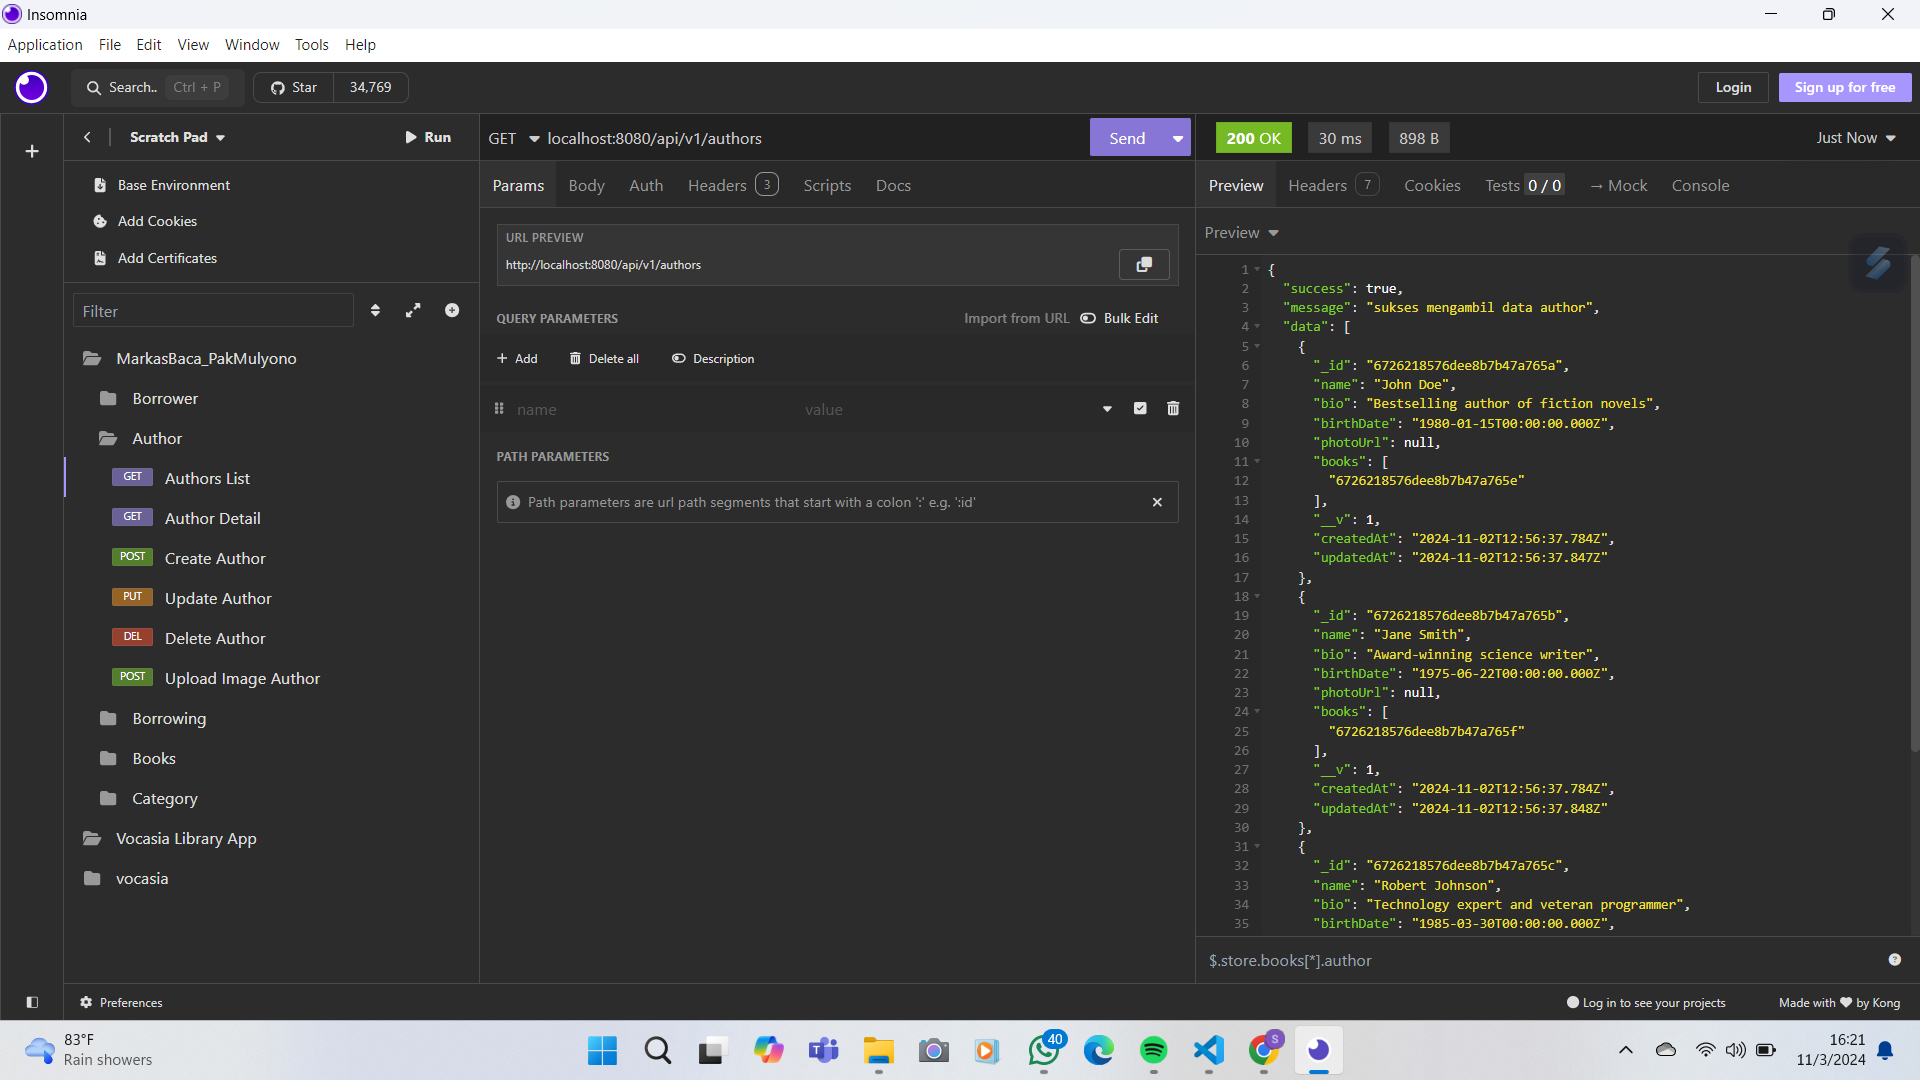 Insomnia
Application File Edit View Window Tools Help
Search.. Ctrl + P Star 34,769 Login Sign up for free
Scratch Pad Run
Base Environment
Add Cookies
Add Certificates
Filter
MarkasBaca_PakMulyono
Borrower
Author
GET Authors List
GET Author Detail
POST Create Author
PUT Update Author
DEL Delete Author
POST Upload Image Author
Borrowing
Books
Category
Vocasia Library App
vocasia
GET localhost:8080/api/v1/authors Send
Params Body Auth Headers 3 Scripts Docs
URL PREVIEW
http://localhost:8080/api/v1/authors
QUERY PARAMETERS Import from URL Bulk Edit
Add Delete all Description
name value
PATH PARAMETERS
Path parameters are url path segments that start with a colon ':' e.g. ':id'
200 OK 30 ms 898 B Just Now
Preview Headers 7 Cookies Tests 0 / 0 → Mock Console
Preview
1 {
2 "success": true,
3 "message": "sukses mengambil data author",
4 "data": [
5 {
6 "_id": "6726218576dee8b7b47a765a",
7 "name": "John Doe",
8 "bio": "Bestselling author of fiction novels",
9 "birthDate": "1980-01-15T00:00:00.000Z",
10 "photoUrl": null,
11 "books": [
12 "6726218576dee8b7b47a765e"
13 ],
14 "__v": 1,
15 "createdAt": "2024-11-02T12:56:37.784Z",
16 "updatedAt": "2024-11-02T12:56:37.847Z"
17 },
18 {
19 "_id": "6726218576dee8b7b47a765b",
20 "name": "Jane Smith",
21 "bio": "Award-winning science writer",
22 "birthDate": "1975-06-22T00:00:00.000Z",
23 "photoUrl": null,
24 "books": [
25 "6726218576dee8b7b47a765f"
26 ],
27 "__v": 1,
28 "createdAt": "2024-11-02T12:56:37.784Z",
29 "updatedAt": "2024-11-02T12:56:37.848Z"
30 },
31 {
32 "_id": "6726218576dee8b7b47a765c",
33 "name": "Robert Johnson",
34 "bio": "Technology expert and veteran programmer",
35 "birthDate": "1985-03-30T00:00:00.000Z",
$.store.books[*].author
Preferences Log in to see your projects Made with ❤ by Kong
83°F
Rain showers
40
S
16:21
11/3/2024